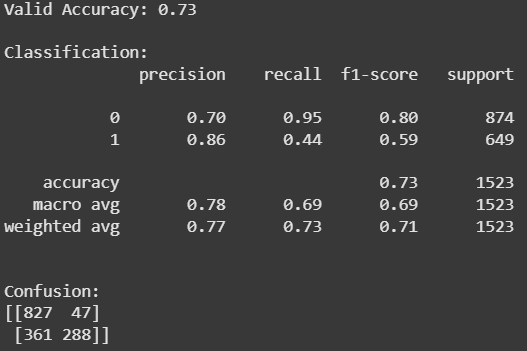 Valid Accuracy: 0.73
Classification:
precision recall f1-score support
0 0.70 0.95 0.80 874
1 0.86 0.44 0.59 649
accuracy 0.73 1523
macro avg 0.78 0.69 0.69 1523
weighted avg 0.77 0.73 0.71 1523
Confusion:
[[827 47]
[361 288]]